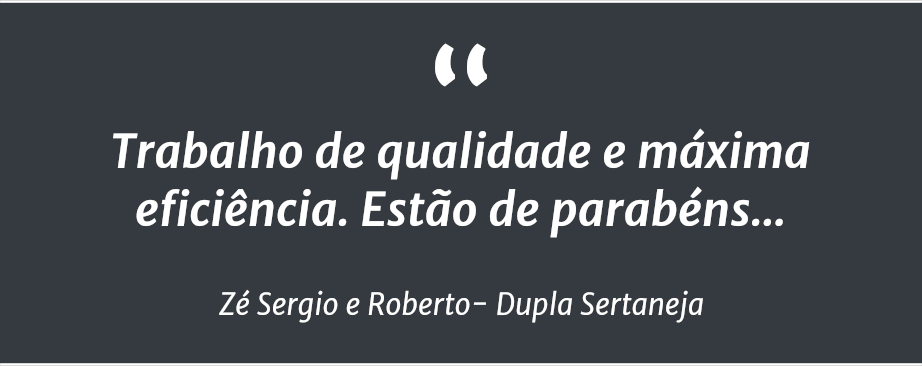 “
Trabalho de qualidade e máxima
eficiência. Estão de parabéns...
Zé Sergio e Roberto– Dupla Sertaneja